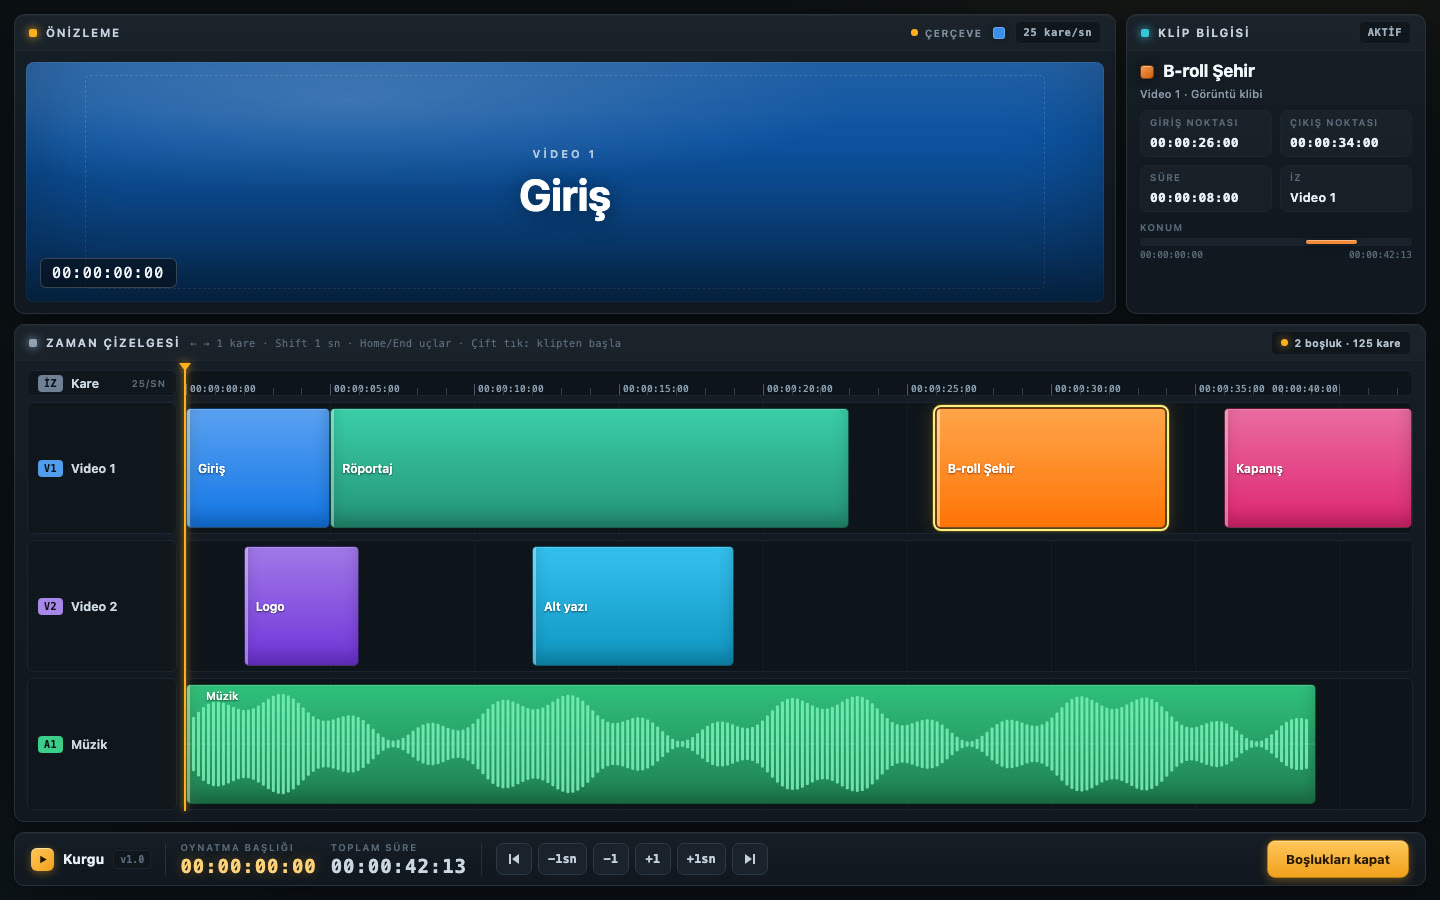 ÖNİZLEME
ÇERÇEVE
25 kare/sn
VİDEO 1
Giriş
00:00:00:00
KLİP BİLGİSİ
AKTİF
B-roll Şehir
Video 1 · Görüntü klibi
GİRİŞ NOKTASI
00:00:26:00
ÇIKIŞ NOKTASI
00:00:34:00
SÜRE
00:00:08:00
İZ
Video 1
KONUM
00:00:00:00 00:00:42:13
ZAMAN ÇİZELGESİ ← → 1 kare · Shift 1 sn · Home/End uçlar · Çift tık: klipten başla
2 boşluk · 125 kare
İZ Kare 25/SN
00:00:00:00 00:00:05:00 00:00:10:00 00:00:15:00 00:00:20:00 00:00:25:00 00:00:30:00 00:00:35:00 00:00:40:00
V1 Video 1
Giriş
Röportaj
B-roll Şehir
Kapanış
V2 Video 2
Logo
Alt yazı
A1 Müzik
Müzik
Kurgu v1.0
OYNATMA BAŞLIĞI
00:00:00:00
TOPLAM SÜRE
00:00:42:13
−1sn −1 +1 +1sn
Boşlukları kapat